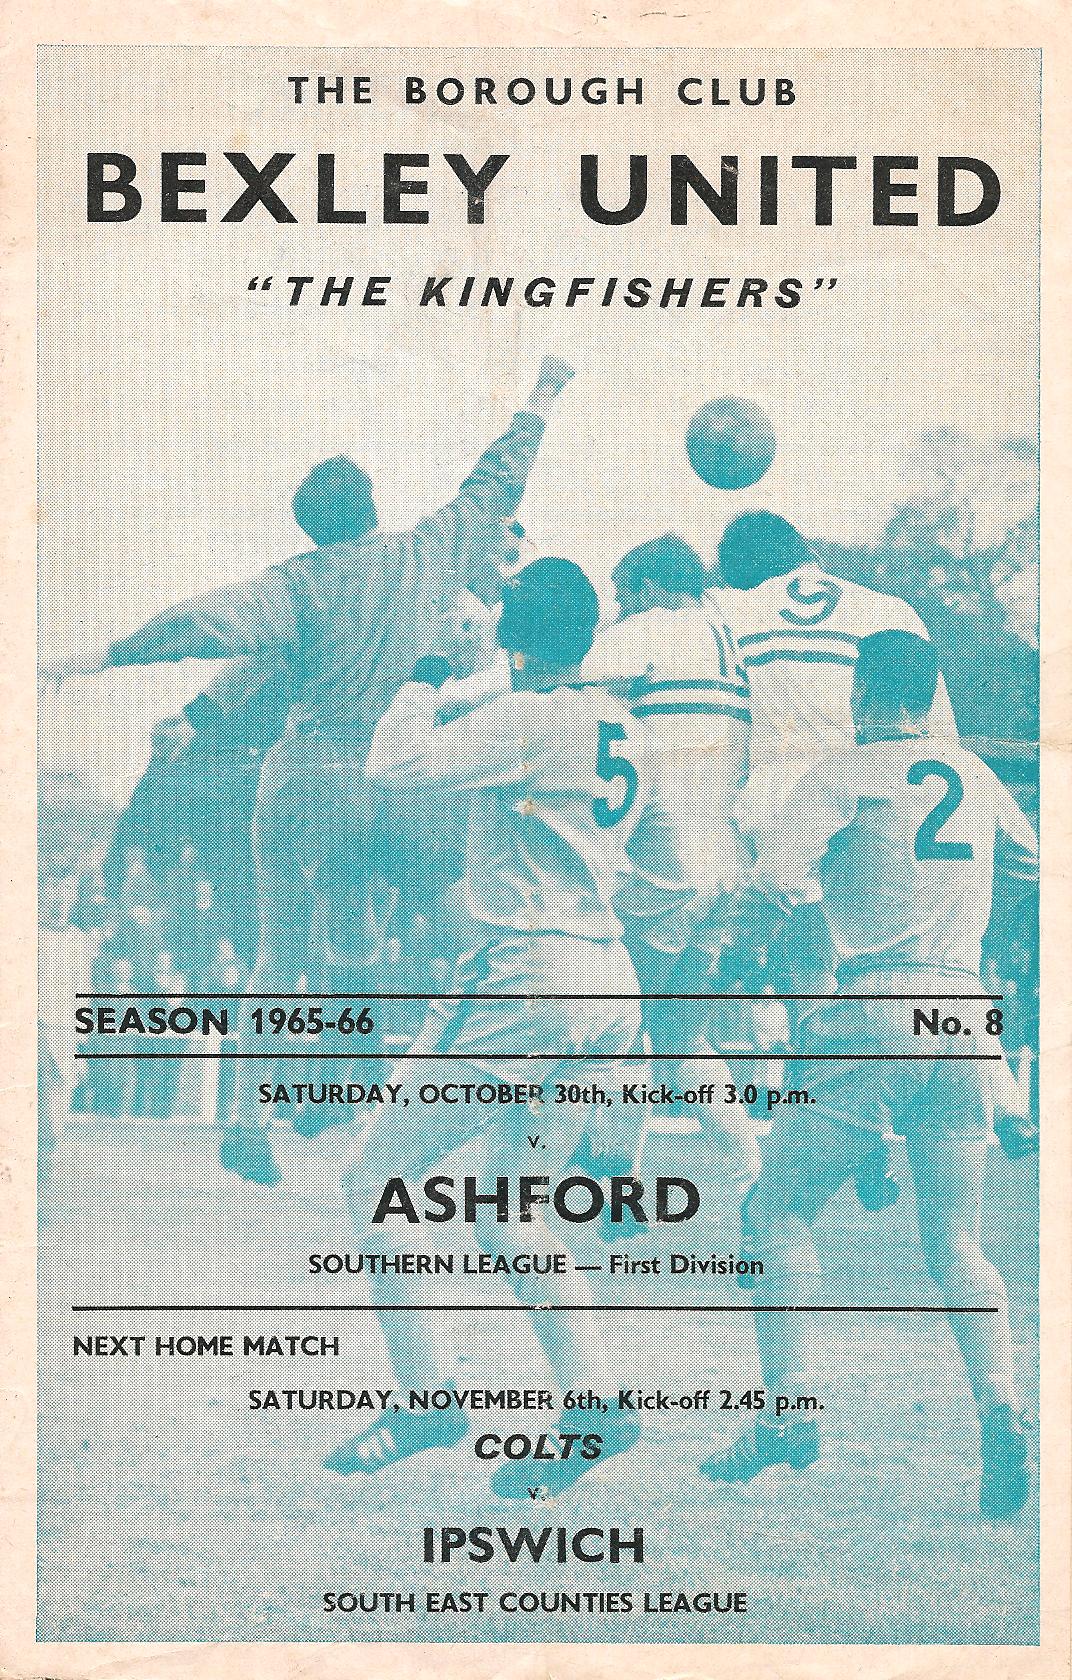 THE BOROUGH CLUB
BEXLEY UNITED
"THE KINGFISHERS"
9
5
2
SEASON 1965-66 No. 8
SATURDAY, OCTOBER 30th, Kick-off 3.0 p.m.
v.
ASHFORD
SOUTHERN LEAGUE — First Division
NEXT HOME MATCH
SATURDAY, NOVEMBER 6th, Kick-off 2.45 p.m.
COLTS
v.
IPSWICH
SOUTH EAST COUNTIES LEAGUE